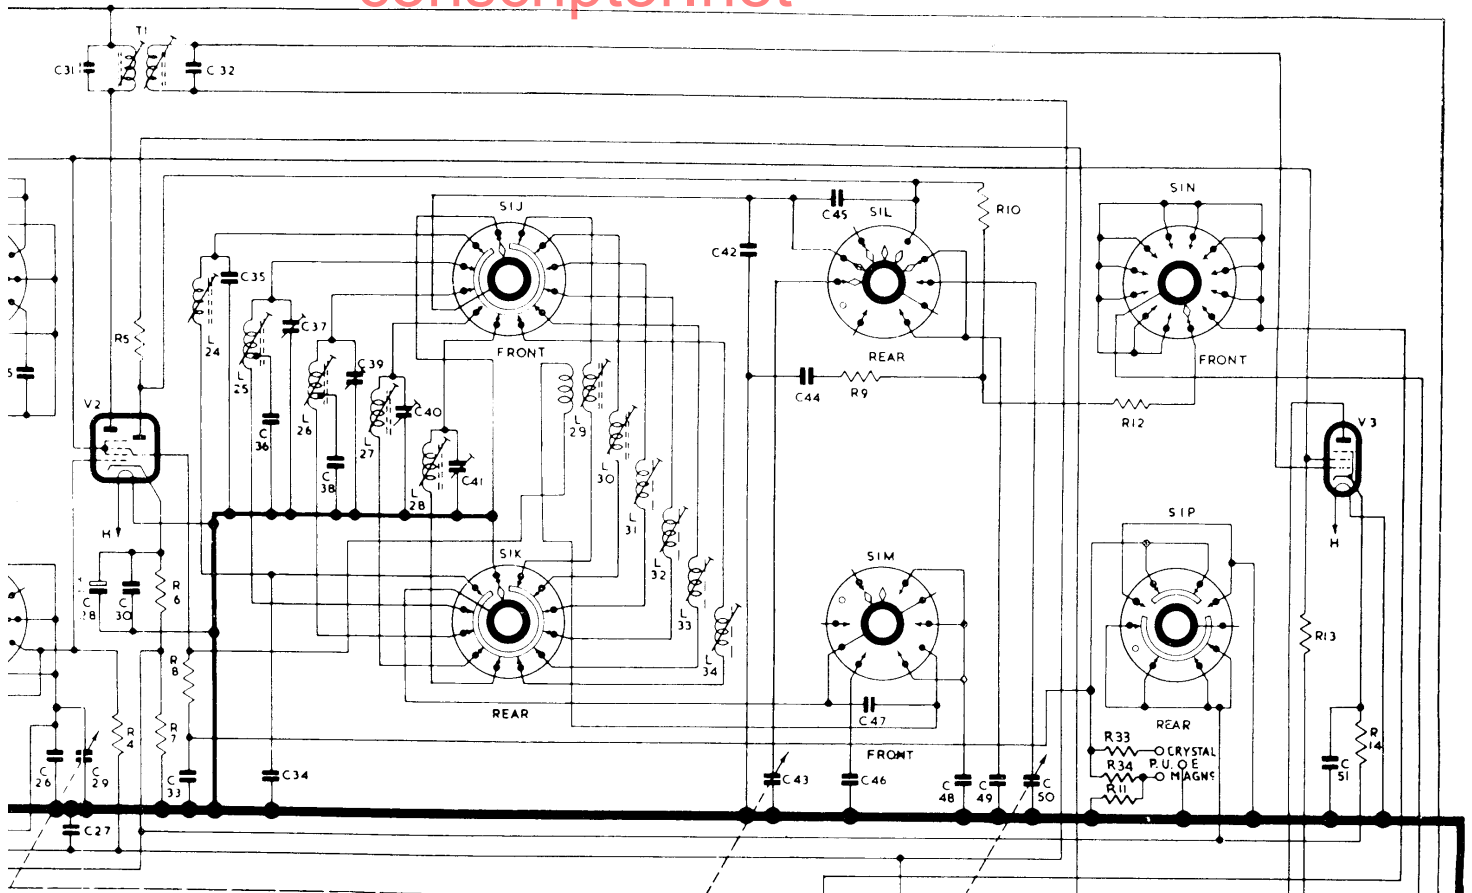 conscription.net
T1
C31
C 32
S1J
S1L
S1N
C45
R10
C42
C35
C37
R5
L 24
L 25
C39
FRONT
REAR
FRONT
C44
R9
C40
V2
L 26
L 27
L 29
R12
V3
C 36
C 38
L 28
C41
L 30
L 31
S1P
H
H
S1K
S1M
L 32
C 28
C 30
R 6
L 33
R13
R 8
L 34
REAR
C47
REAR
R 4
R 7
FRONT
R33
CRYSTAL
R 14
P.U. O E
R34
MAGNS
R11
C 26
C 29
C 33
C34
C43
C46
C 48
C 49
C 50
C 51
C27